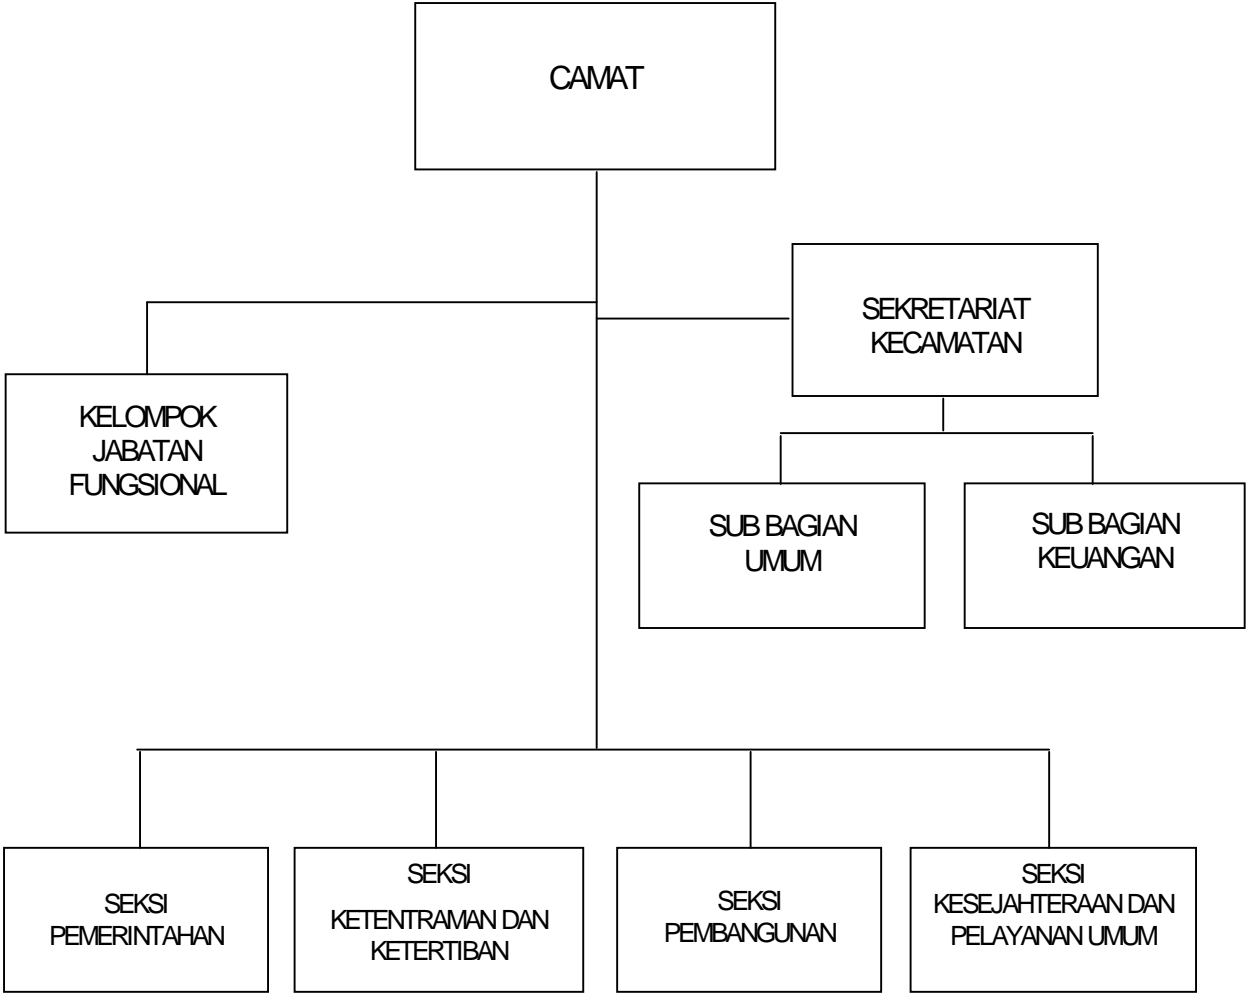 CAMAT
SEKRETARIAT
KECAMATAN
KELOMPOK
JABATAN
FUNGSIONAL
SUB BAGIAN
UMUM
SUB BAGIAN
KEUANGAN
SEKSI
PEMERINTAHAN
SEKSI
KETENTRAMAN DAN
KETERTIBAN
SEKSI
PEMBANGUNAN
SEKSI
KESEJAHTERAAN DAN
PELAYANAN UMUM